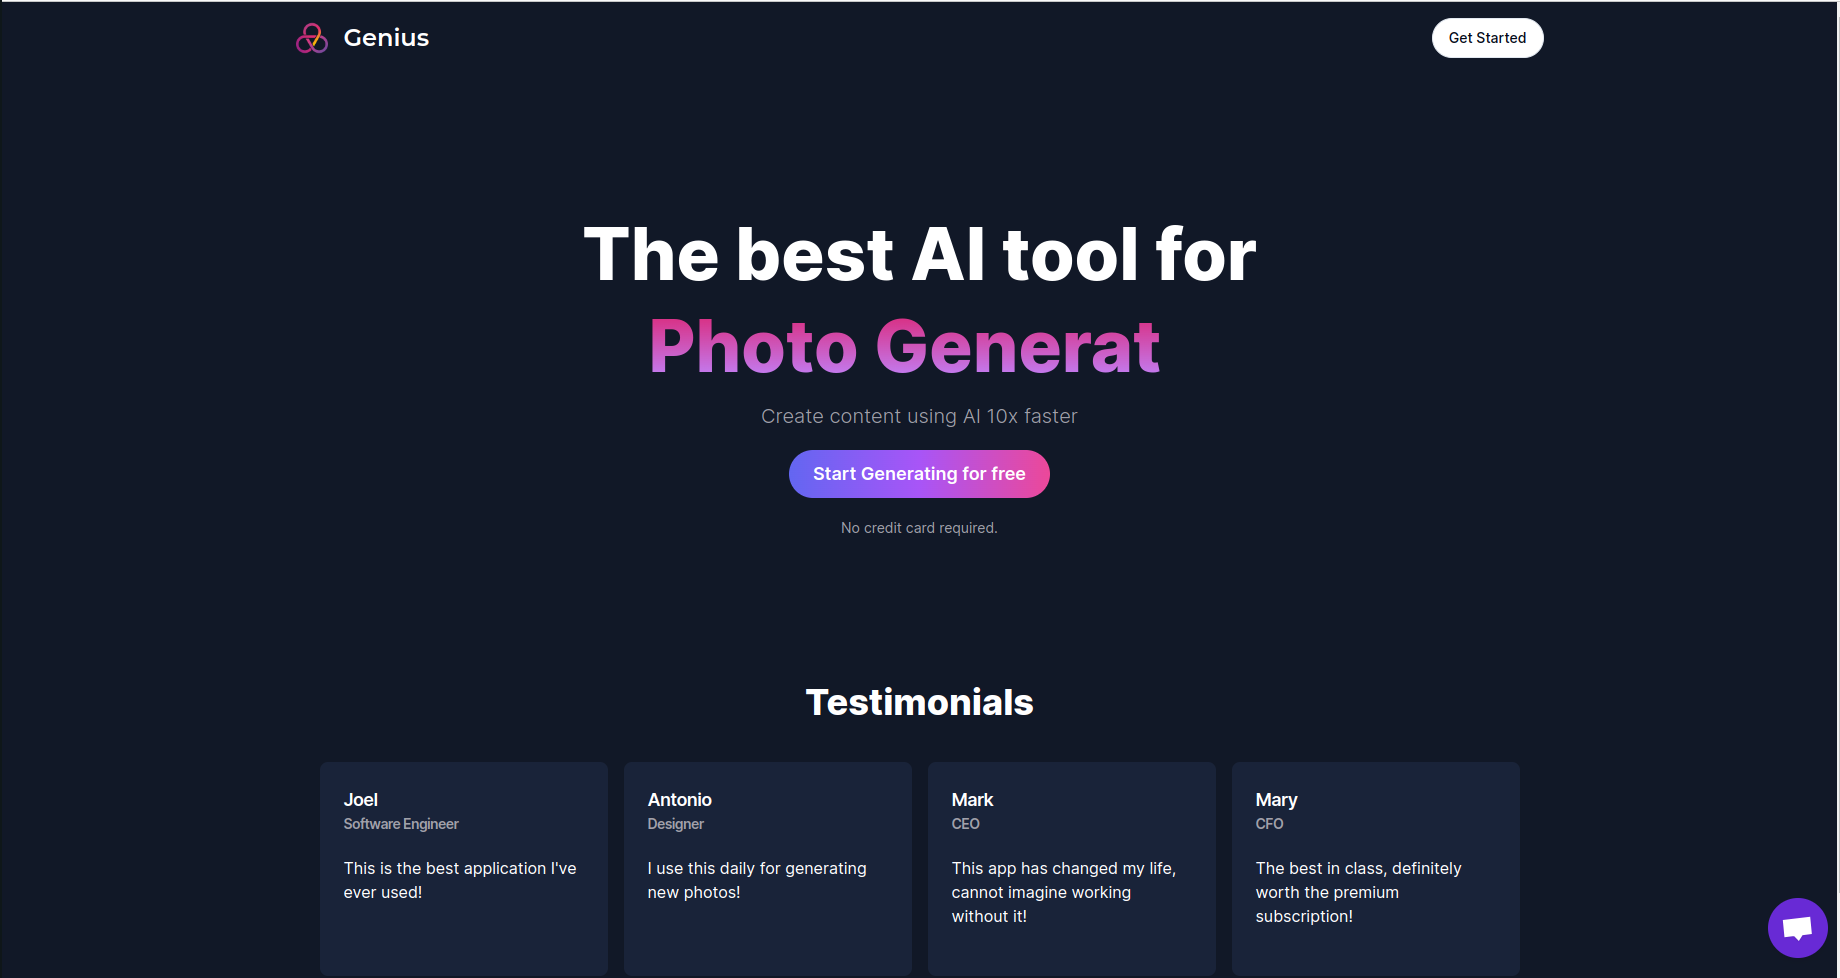 Genius
Get Started
The best AI tool for
Photo Generat
Create content using AI 10x faster
Start Generating for free
No credit card required.
Testimonials
Joel
Software Engineer
This is the best application I've
ever used!
Antonio
Designer
I use this daily for generating
new photos!
Mark
CEO
This app has changed my life,
cannot imagine working
without it!
Mary
CFO
The best in class, definitely
worth the premium
subscription!